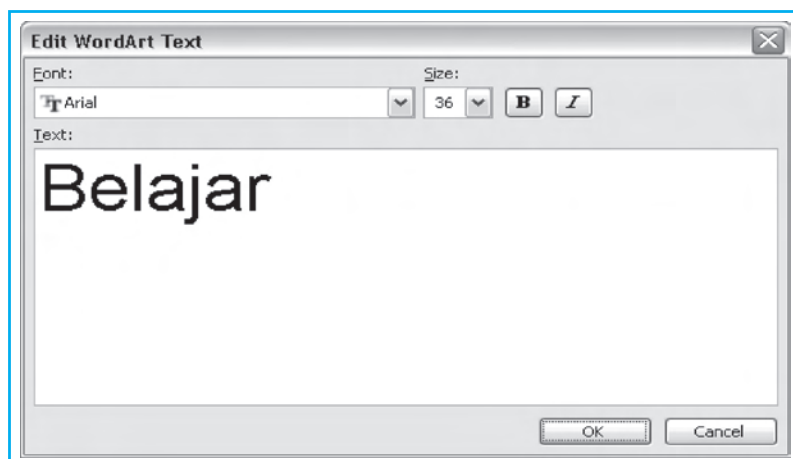 Edit WordArt Text
Font: Size:
Arial 36 B I
Text:
Belajar
OK Cancel